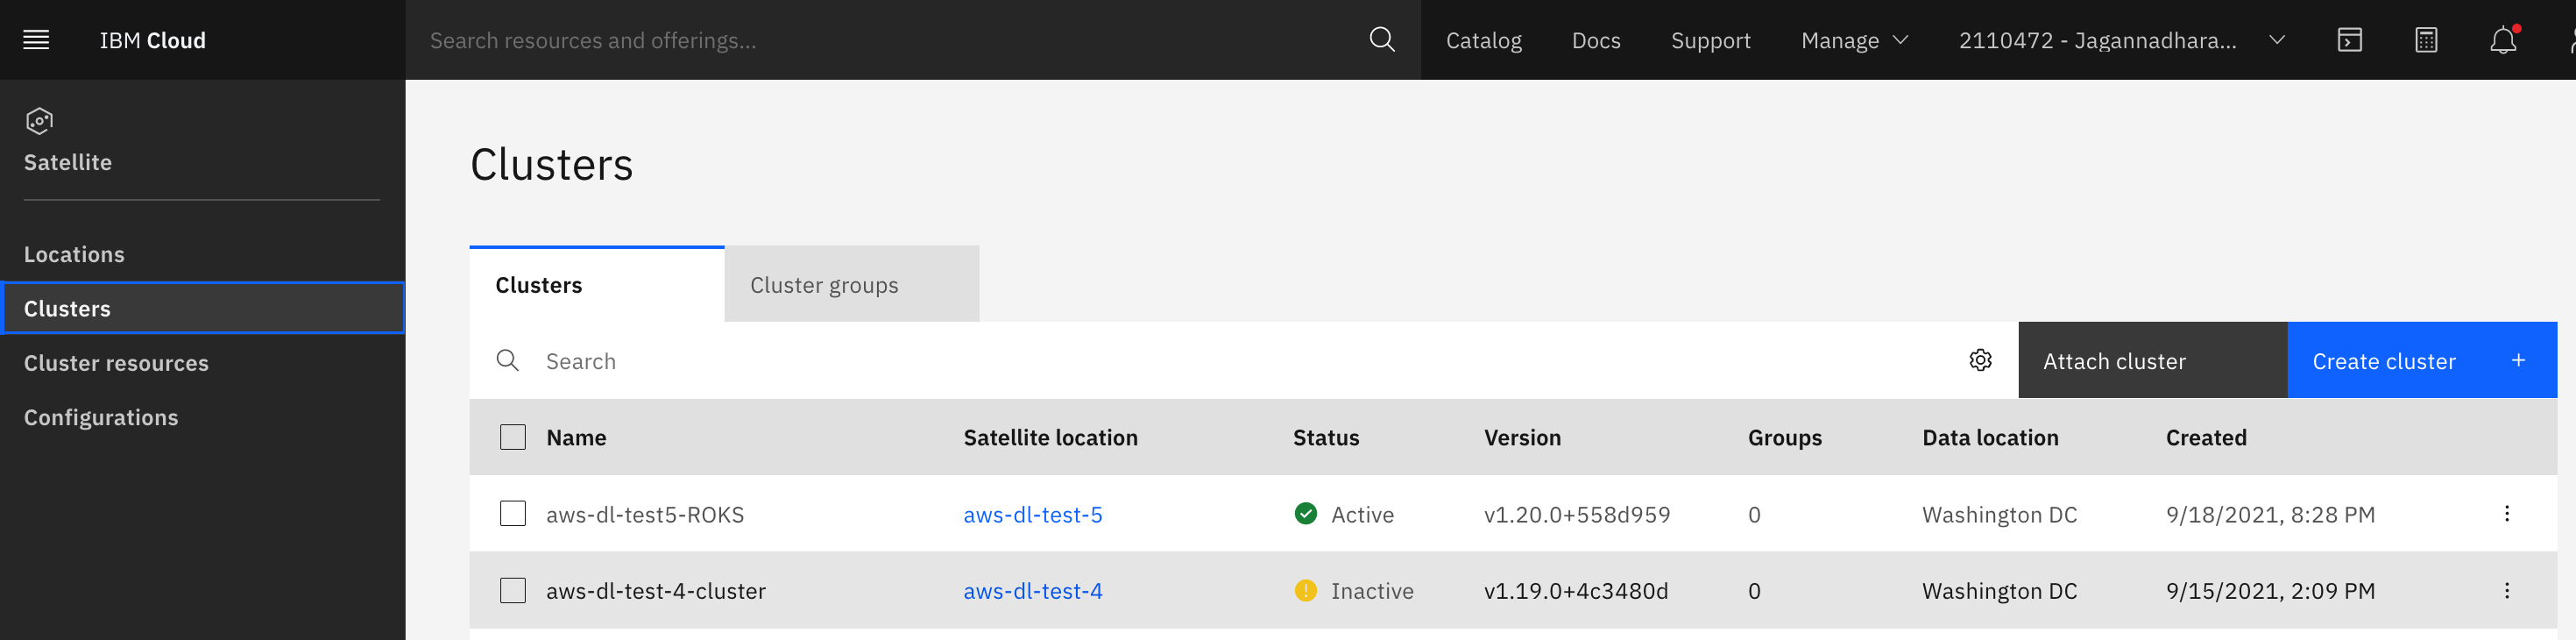 IBM Cloud
Search resources and offerings...
Catalog
Docs
Support
Manage
2110472 - Jagannadhara...
Satellite
Locations
Clusters
Cluster resources
Configurations
Clusters
Clusters
Cluster groups
Search
Attach cluster
Create cluster +
Name Satellite location Status Version Groups Data location Created
aws-dl-test5-ROKS aws-dl-test-5 Active v1.20.0+558d959 0 Washington DC 9/18/2021, 8:28 PM
aws-dl-test-4-cluster aws-dl-test-4 Inactive v1.19.0+4c3480d 0 Washington DC 9/15/2021, 2:09 PM